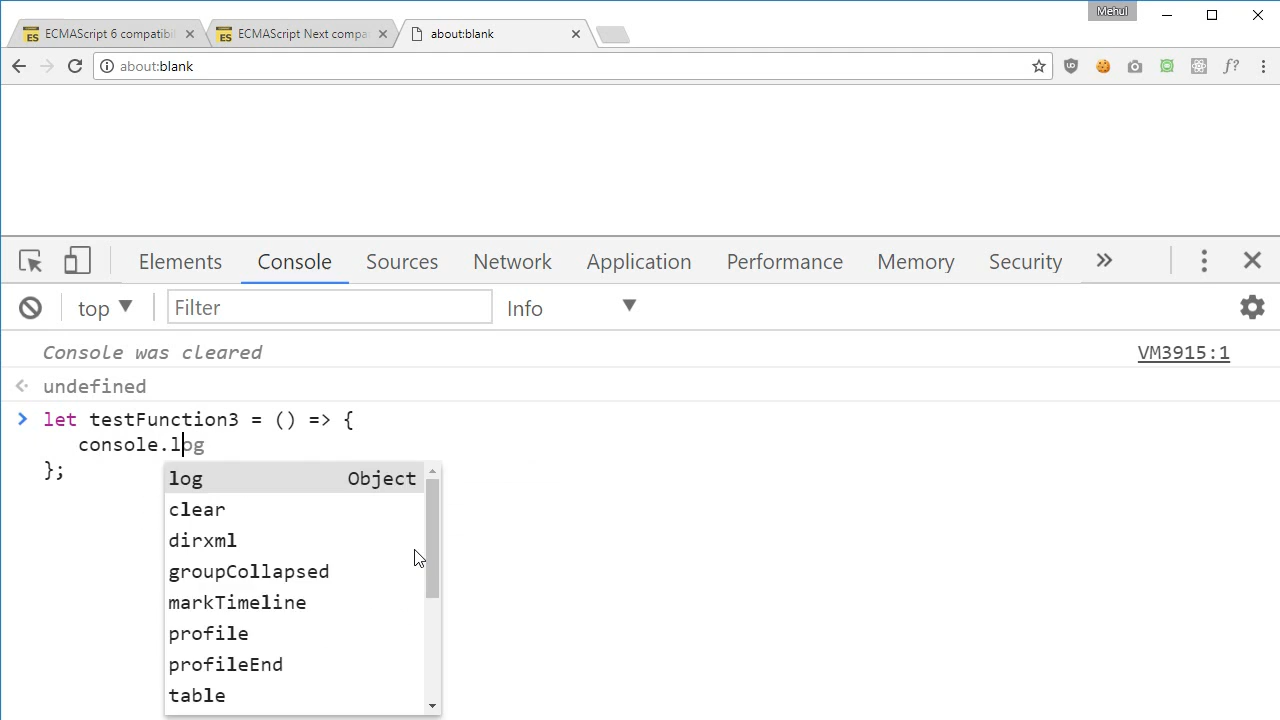 Mehul
ECMAScript 6 compatibil
ECMAScript Next compa
about:blank
about:blank
Elements Console Sources Network Application Performance Memory Security
top Filter Info
Console was cleared VM3915:1
undefined
let testFunction3 = () => {
console.log
};
log Object
clear
dirxml
groupCollapsed
markTimeline
profile
profileEnd
table